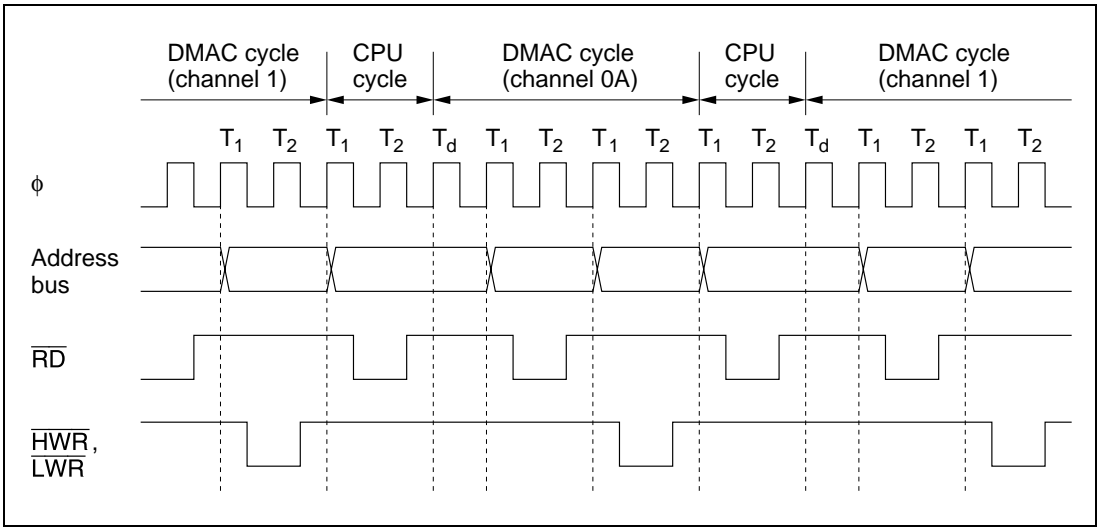 DMAC cycle CPU DMAC cycle CPU DMAC cycle
(channel 1) cycle (channel 0A) cycle (channel 1)
T1 T2 T1 T2 Td T1 T2 T1 T2 T1 T2 Td T1 T2 T1 T2
φ
Address
bus
RD
HWR,
LWR